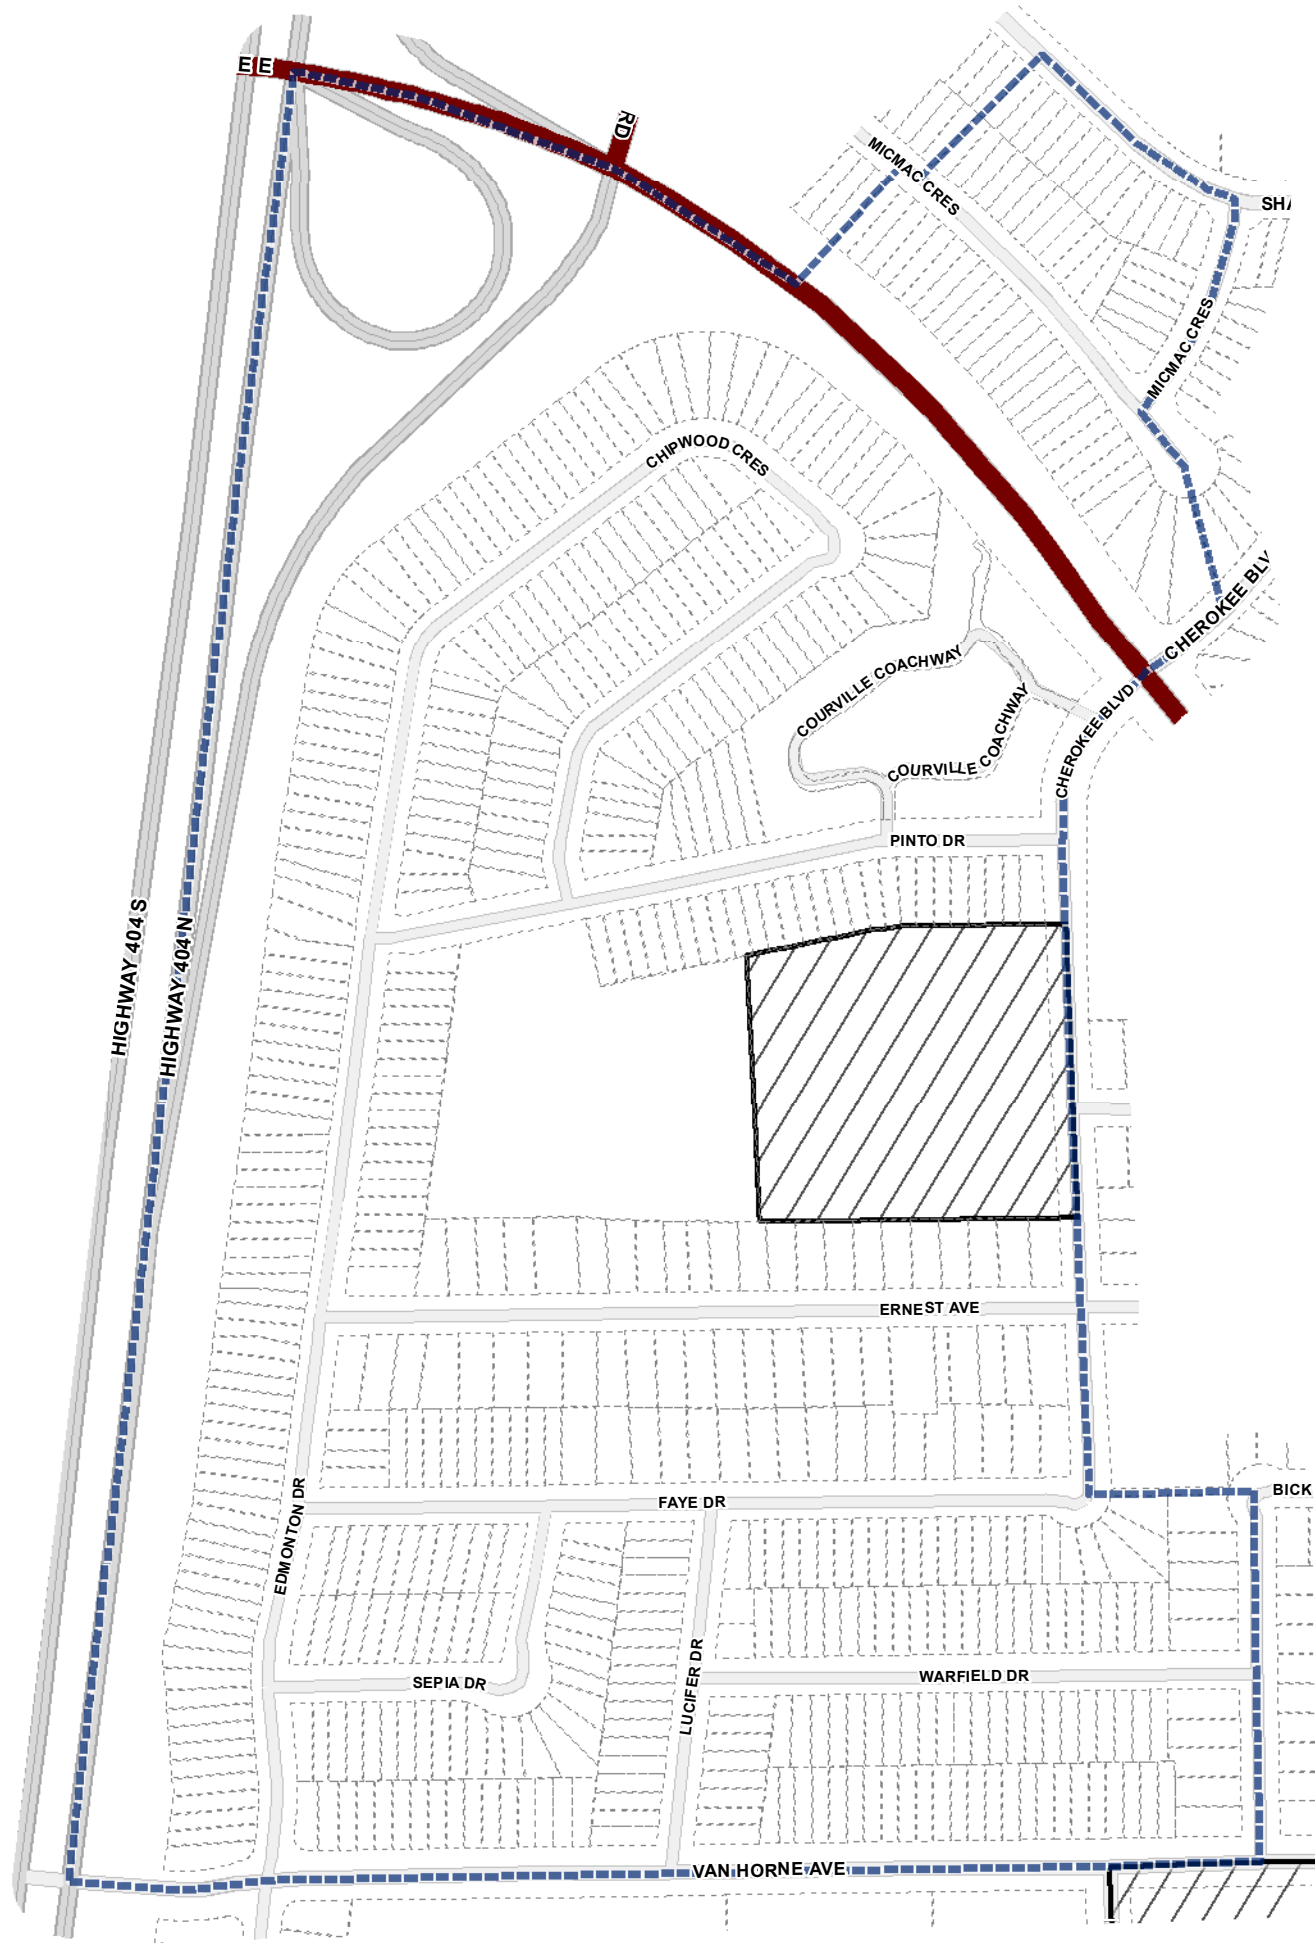 E E
RD
MICMAC CRES
SHA
MICMAC CRES
CHIPWOOD CRES
CHEROKEE BLV
COURVILLE COACHWAY
COURVILLE COACHWAY
CHEROKEE BLVD
PINTO DR
HIGHWAY 404 S
HIGHWAY 404 N
ERNEST AVE
BICK
FAYE DR
EDMONTON DR
LUCIFER DR
WARFIELD DR
SEPIA DR
VAN HORNE AVE